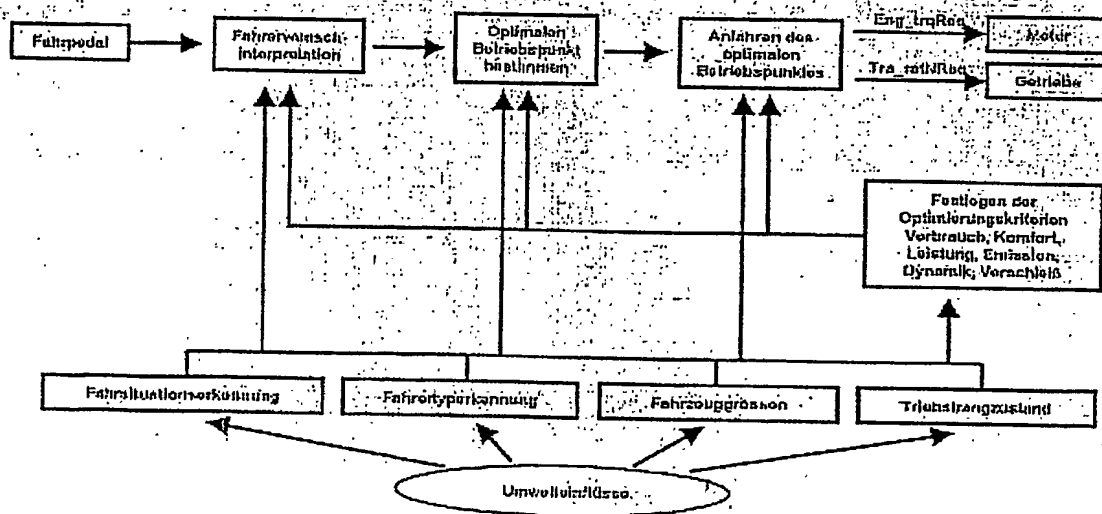 Fahrpedal
Fahrerwunsch-
interpretation
Optimalen
Betriebspunkt
bestimmen
Anfahren des
optimalen
Betriebspunktes
Eng_trqReq
Motor
Tra_ratNReq
Getriebe
Festlegen der
Optimierungskriterien
Verbrauch, Komfort,
Leistung, Emission,
Dynamik, Verschleiß
Fahrsituationserkennung
Fahrertyperkennung
Fahrzeuggrössen
Triebstrangzustand
Umwelteinflüsse